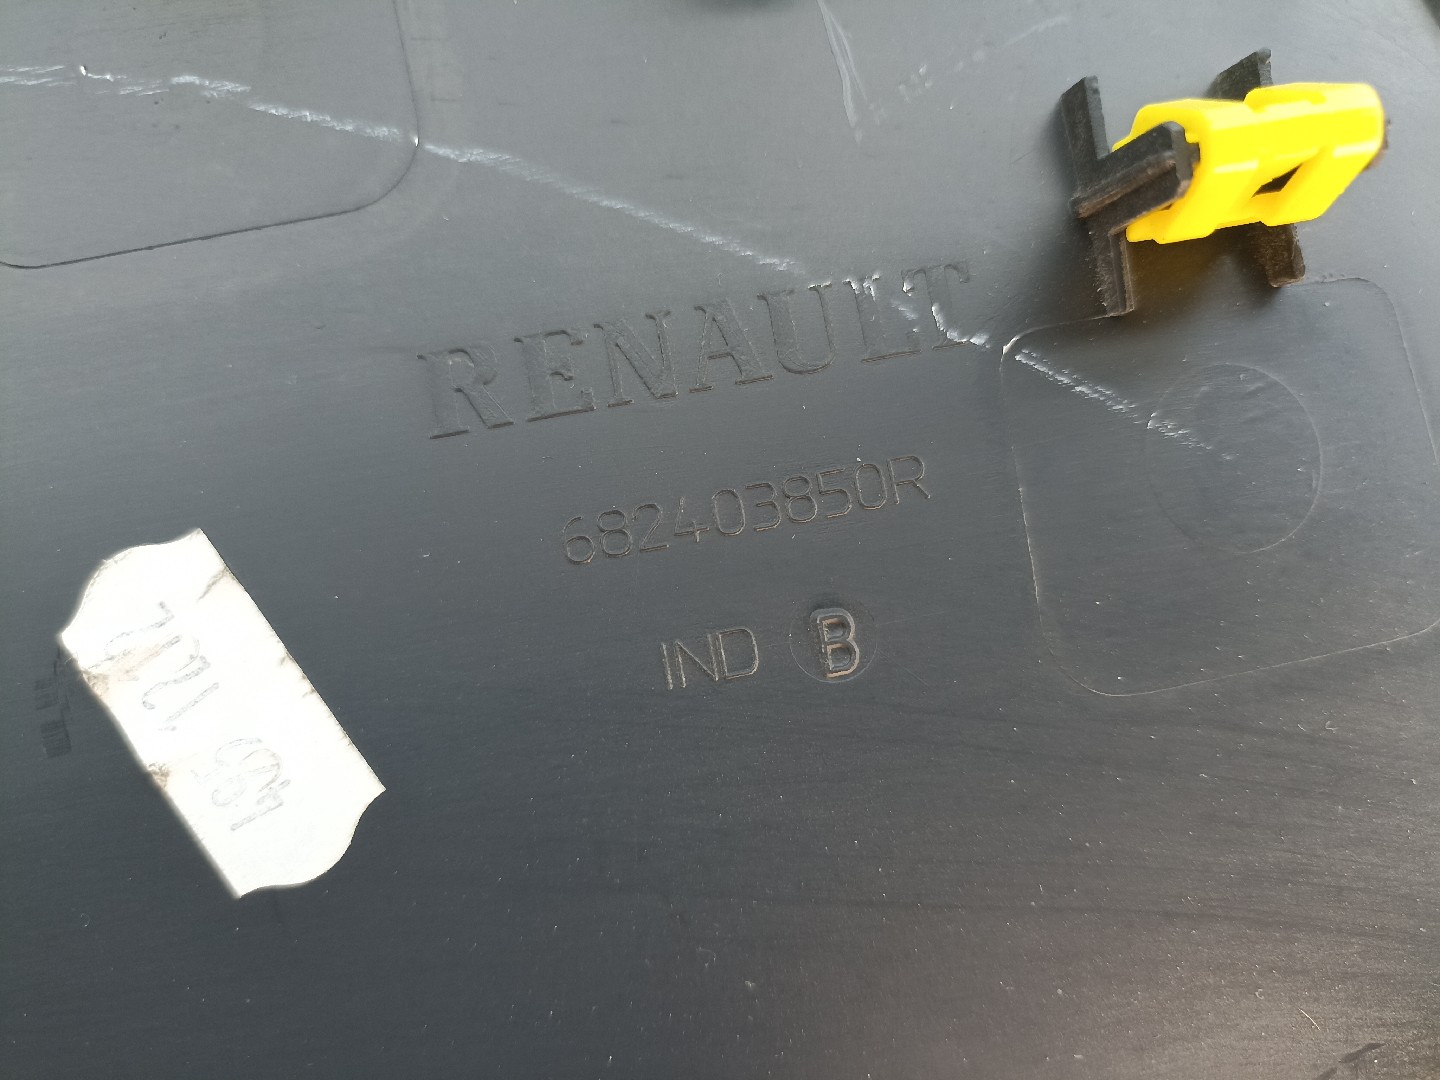 RENAULT
682403850R
IND B